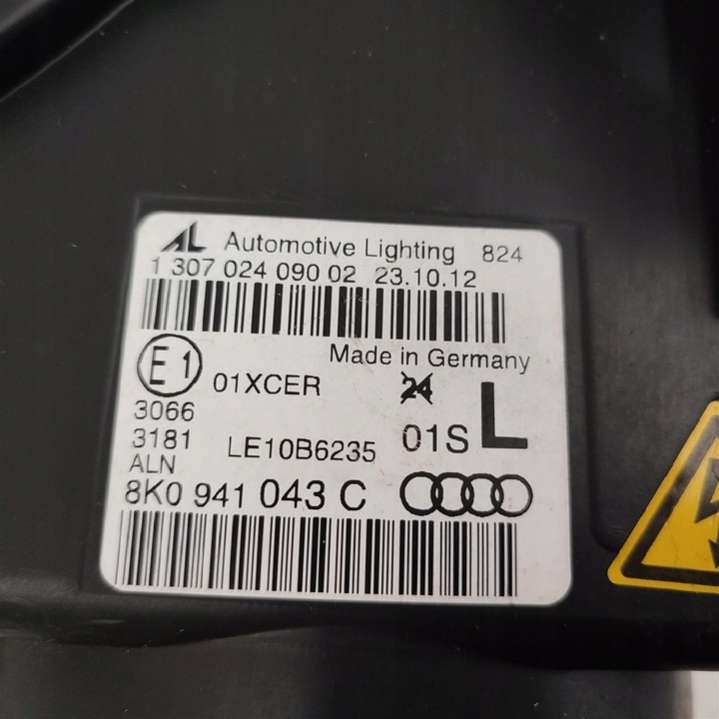 AL Automotive Lighting 824
1 307 024 090 02 23.10.12
Made in Germany
E1 01XCER 24
3066
3181 LE10B6235 01S L
ALN
8K0 941 043 C